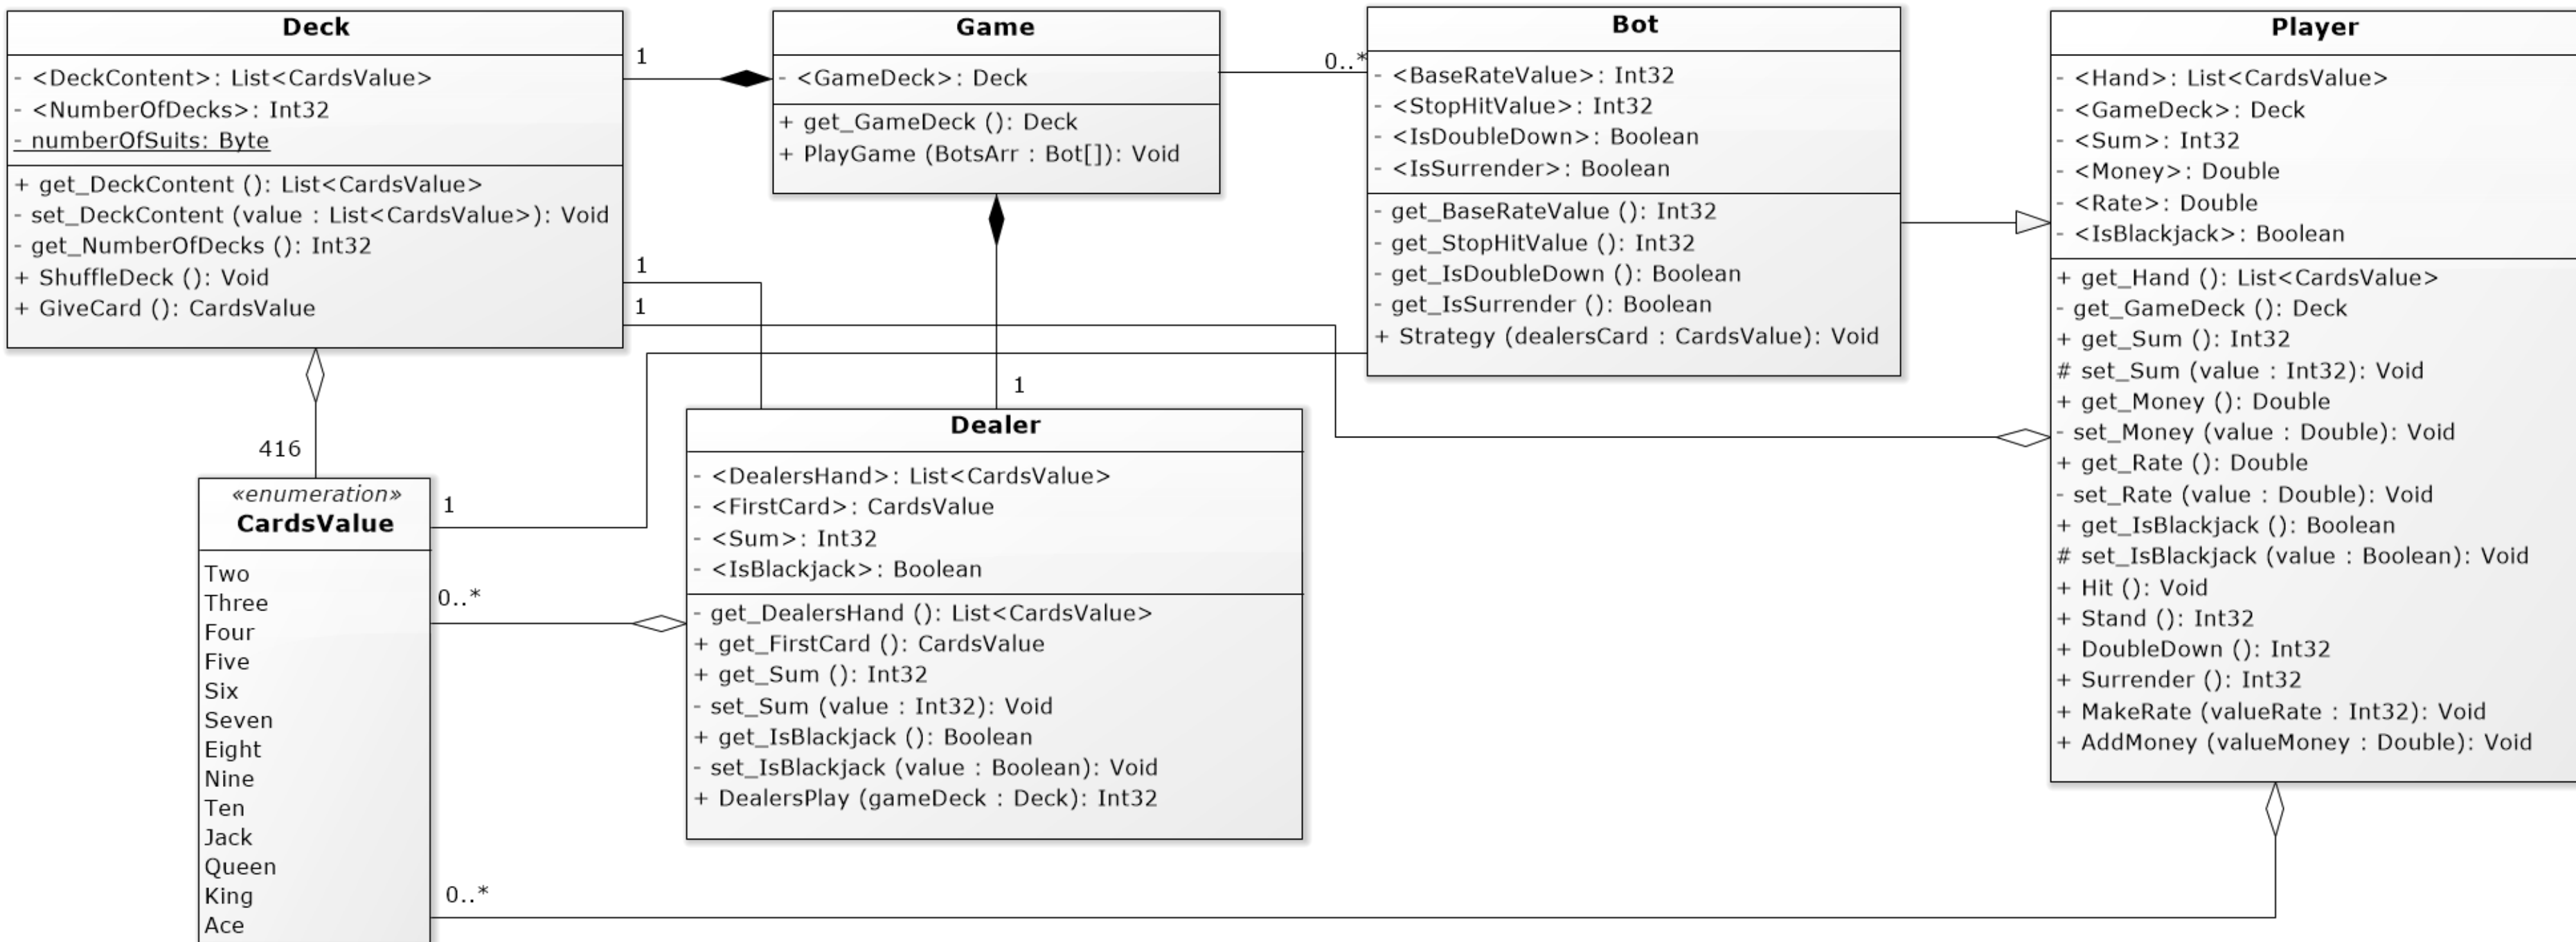 Deck
- <DeckContent>: List<CardsValue>
- <NumberOfDecks>: Int32
- numberOfSuits: Byte
+ get_DeckContent (): List<CardsValue>
- set_DeckContent (value : List<CardsValue>): Void
- get_NumberOfDecks (): Int32
+ ShuffleDeck (): Void
+ GiveCard (): CardsValue
1
1
1
416
Game
- <GameDeck>: Deck
+ get_GameDeck (): Deck
+ PlayGame (BotsArr : Bot[]): Void
0..*
1
Bot
- <BaseRateValue>: Int32
- <StopHitValue>: Int32
- <IsDoubleDown>: Boolean
- <IsSurrender>: Boolean
- get_BaseRateValue (): Int32
- get_StopHitValue (): Int32
- get_IsDoubleDown (): Boolean
- get_IsSurrender (): Boolean
+ Strategy (dealersCard : CardsValue): Void
Player
- <Hand>: List<CardsValue>
- <GameDeck>: Deck
- <Sum>: Int32
- <Money>: Double
- <Rate>: Double
- <IsBlackjack>: Boolean
+ get_Hand (): List<CardsValue>
- get_GameDeck (): Deck
+ get_Sum (): Int32
# set_Sum (value : Int32): Void
+ get_Money (): Double
- set_Money (value : Double): Void
+ get_Rate (): Double
- set_Rate (value : Double): Void
+ get_IsBlackjack (): Boolean
# set_IsBlackjack (value : Boolean): Void
+ Hit (): Void
+ Stand (): Int32
+ DoubleDown (): Int32
+ Surrender (): Int32
+ MakeRate (valueRate : Int32): Void
+ AddMoney (valueMoney : Double): Void
«enumeration»
CardsValue
Two
Three
Four
Five
Six
Seven
Eight
Nine
Ten
Jack
Queen
King
Ace
1
0..*
0..*
Dealer
- <DealersHand>: List<CardsValue>
- <FirstCard>: CardsValue
- <Sum>: Int32
- <IsBlackjack>: Boolean
- get_DealersHand (): List<CardsValue>
+ get_FirstCard (): CardsValue
+ get_Sum (): Int32
- set_Sum (value : Int32): Void
+ get_IsBlackjack (): Boolean
- set_IsBlackjack (value : Boolean): Void
+ DealersPlay (gameDeck : Deck): Int32